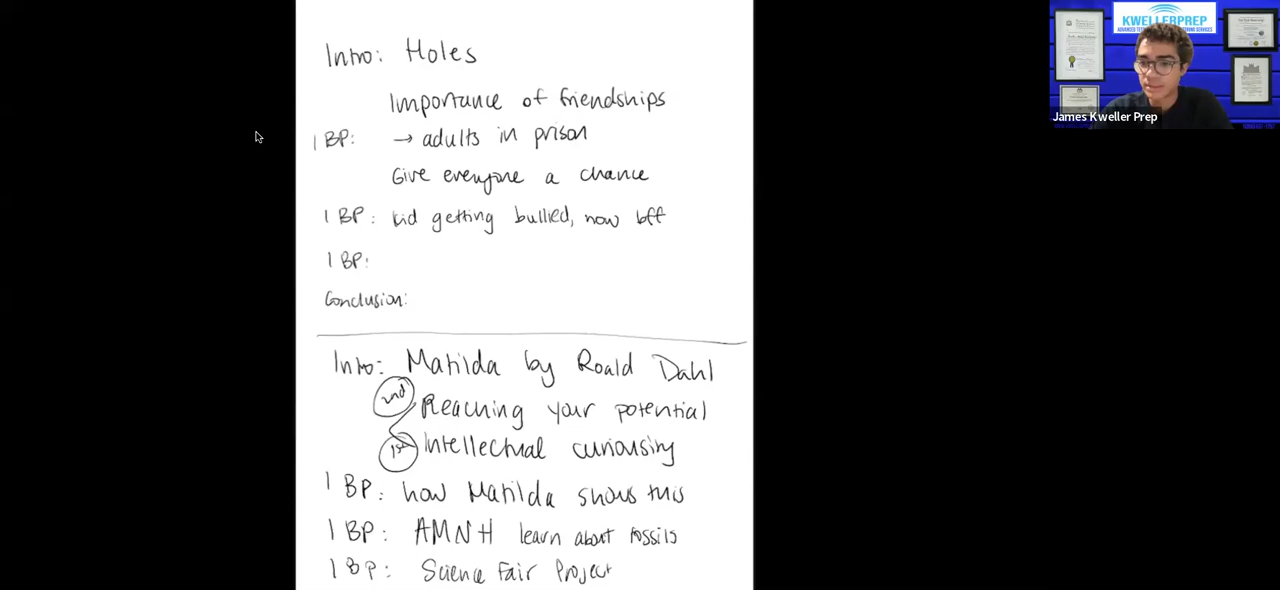 Intro: Holes
Importance of friendships
1 BP: → adults in prison
Give everyone a chance
1 BP: kid getting bullied, now bff
1 BP:
Conclusion:
Intro: Matilda by Roald Dahl
2nd Reaching your potential
1st Intellectual curiousity
1 BP: how Matilda shows this
1 BP: AMNH learn about fossils
1 BP: Science Fair Project
KWELLERPREP
James Kweller Prep